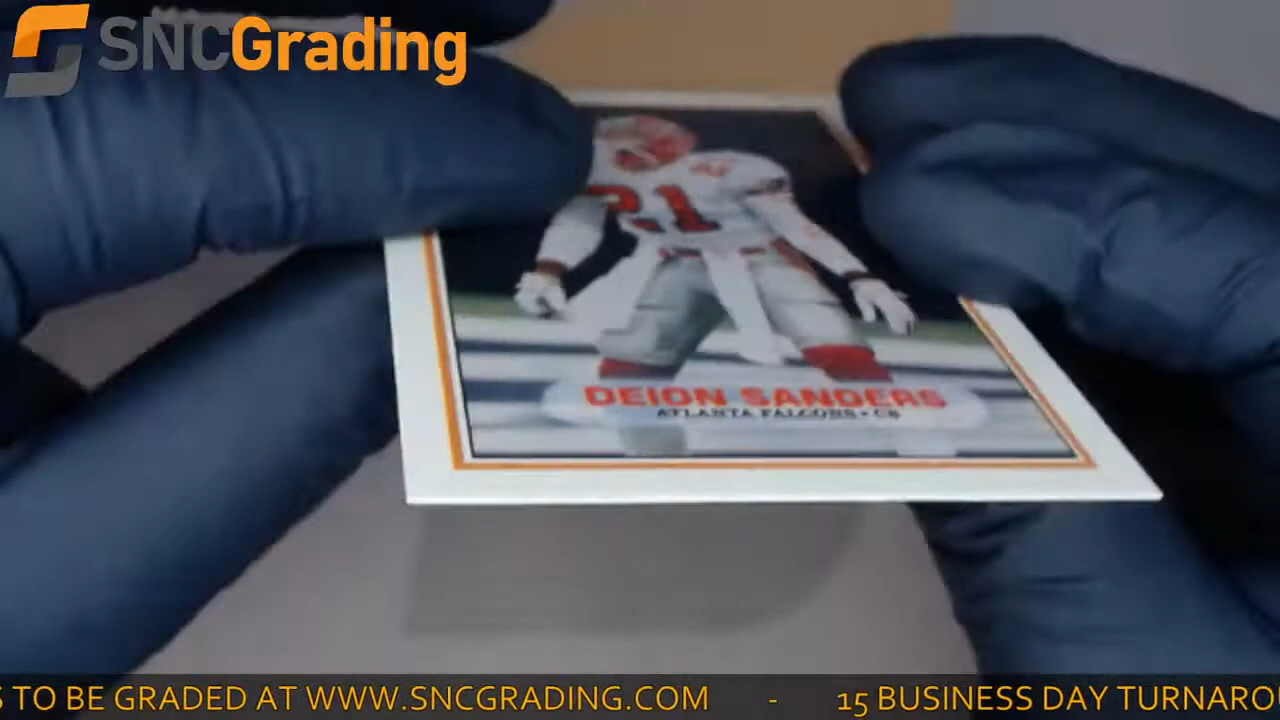 SNCGrading
21
DEION SANDERS
ATLANTA FALCONS • CB
S TO BE GRADED AT WWW.SNCGRADING.COM - 15 BUSINESS DAY TURNARO